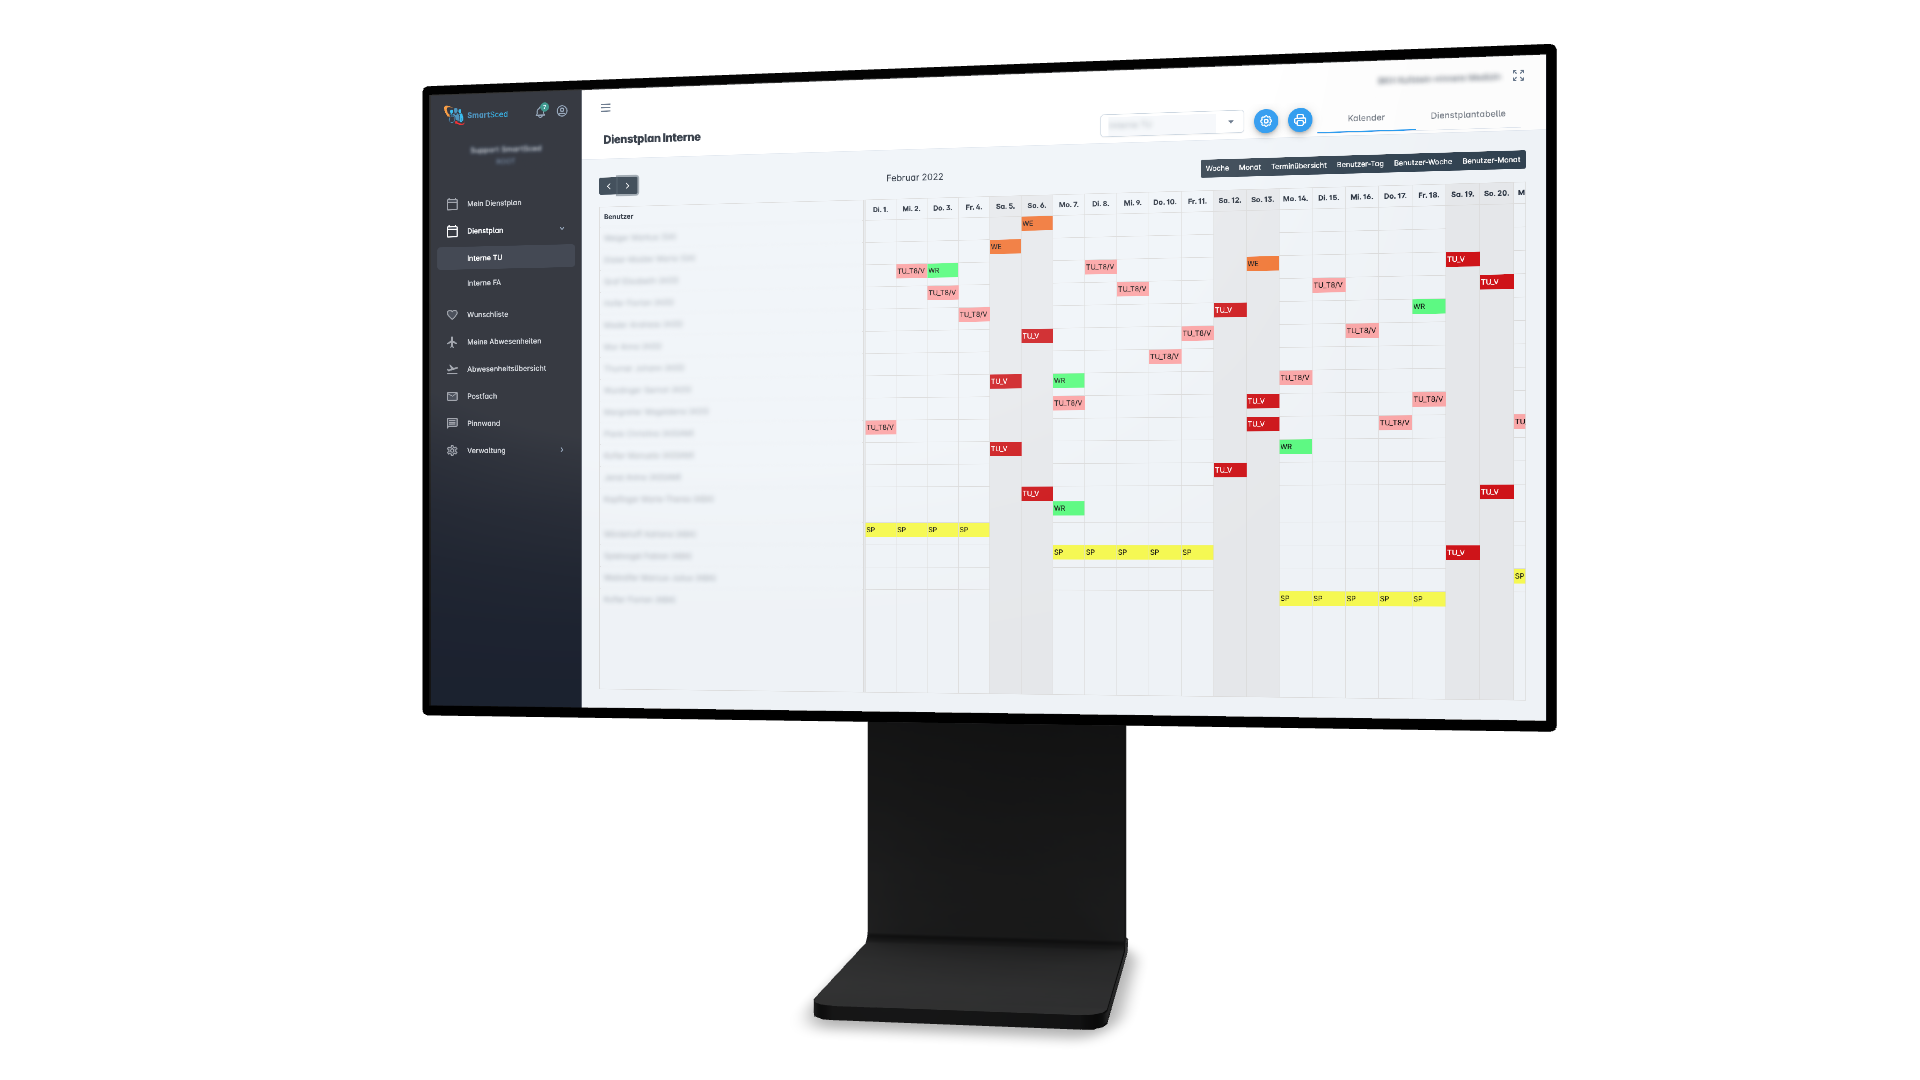 SmartSced
7
Mein Dienstplan
Dienstplan
Interne TU
Interne FA
Wunschliste
Meine Abwesenheiten
Abwesenheitsübersicht
Postfach
Pinnwand
Verwaltung
Dienstplan Interne
Kalender
Dienstplantabelle
Februar 2022
Woche Monat Terminübersicht Benutzer-Tag Benutzer-Woche Benutzer-Monat
Benutzer Di. 1. Mi. 2. Do. 3. Fr. 4. Sa. 5. So. 6. Mo. 7. Di. 8. Mi. 9. Do. 10. Fr. 11. Sa. 12. So. 13. Mo. 14. Di. 15. Mi. 16. Do. 17. Fr. 18. Sa. 19. So. 20. M
WE
WE
TU_T8/V WR TU_T8/V WE TU_V
TU_T8/V TU_T8/V TU_T8/V TU_V
TU_T8/V TU_V WR
TU_V TU_T8/V TU_T8/V
TU_T8/V
TU_V WR TU_T8/V
TU_T8/V TU_V TU_T8/V
TU_T8/V TU_V TU_T8/V TU
TU_V WR
TU_V
TU_V TU_V
WR
SP SP SP SP
SP SP SP SP SP TU_V
SP
SP SP SP SP SP